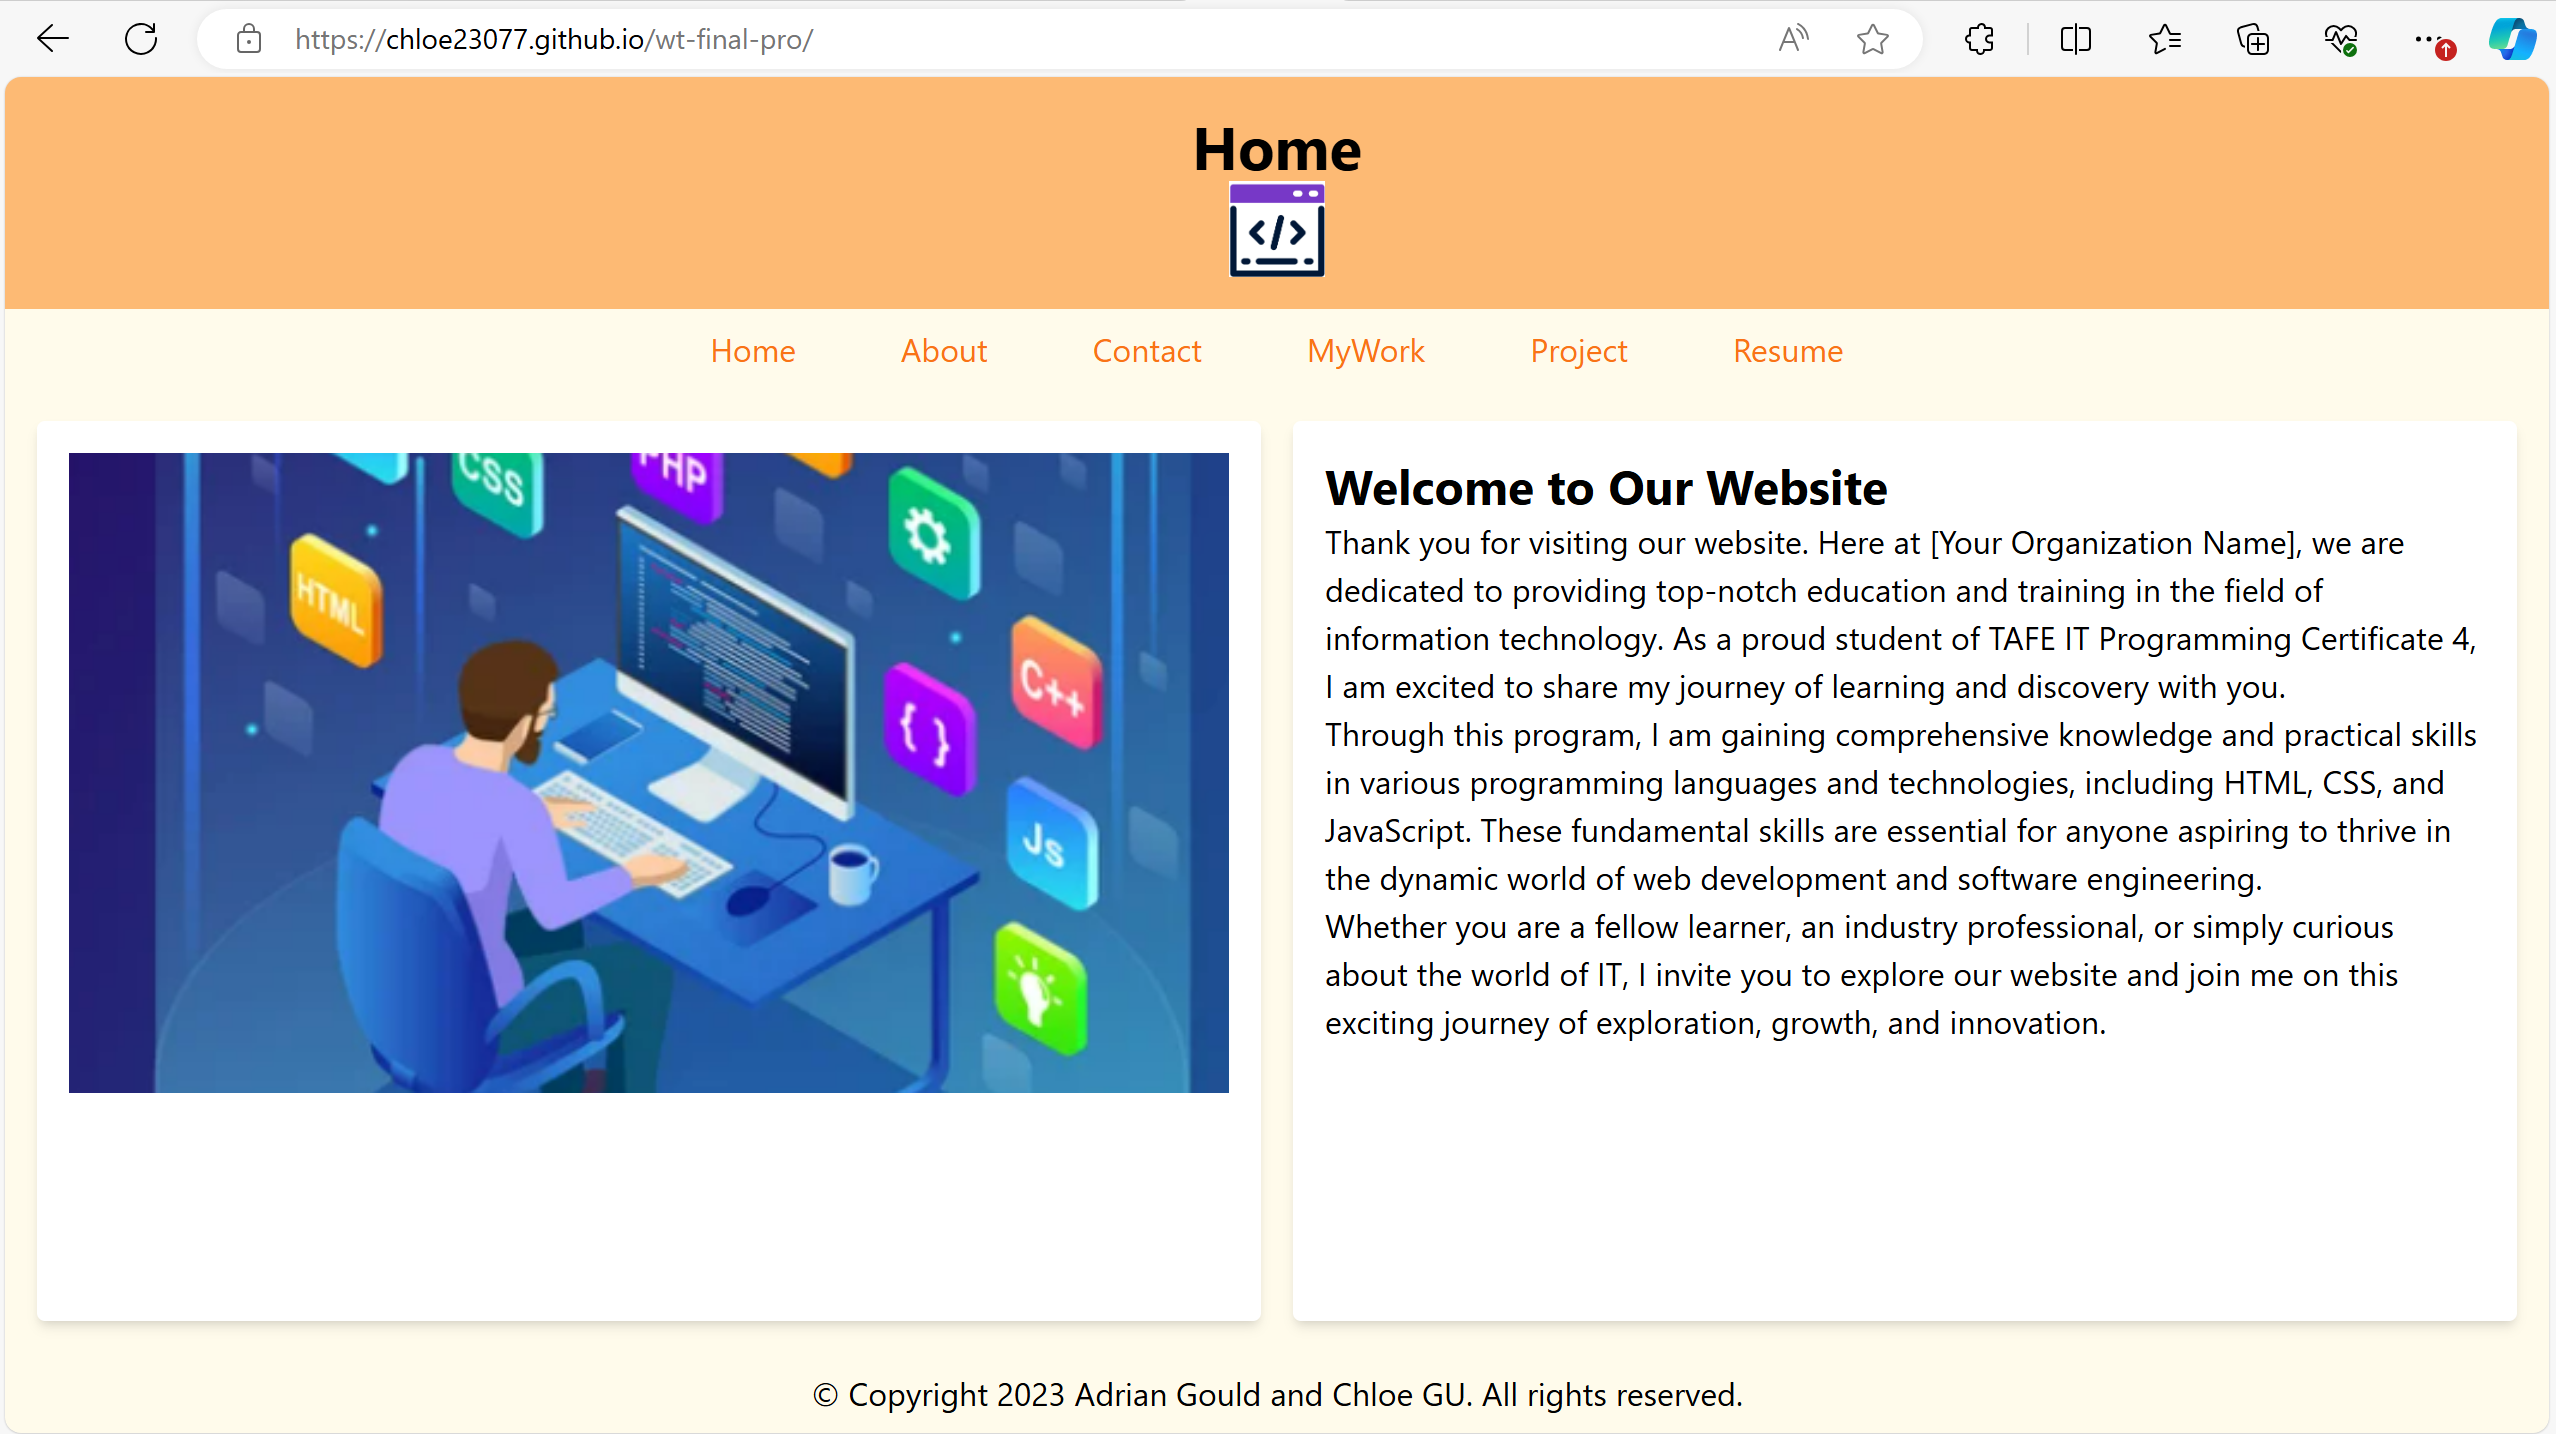 https://chloe23077.github.io/wt-final-pro/
Home
</>
Home About Contact MyWork Project Resume
CSS
PHP
HTML
C++
{ }
Js
Welcome to Our Website
Thank you for visiting our website. Here at [Your Organization Name], we are
dedicated to providing top-notch education and training in the field of
information technology. As a proud student of TAFE IT Programming Certificate 4,
I am excited to share my journey of learning and discovery with you.
Through this program, I am gaining comprehensive knowledge and practical skills
in various programming languages and technologies, including HTML, CSS, and
JavaScript. These fundamental skills are essential for anyone aspiring to thrive in
the dynamic world of web development and software engineering.
Whether you are a fellow learner, an industry professional, or simply curious
about the world of IT, I invite you to explore our website and join me on this
exciting journey of exploration, growth, and innovation.
© Copyright 2023 Adrian Gould and Chloe GU. All rights reserved.